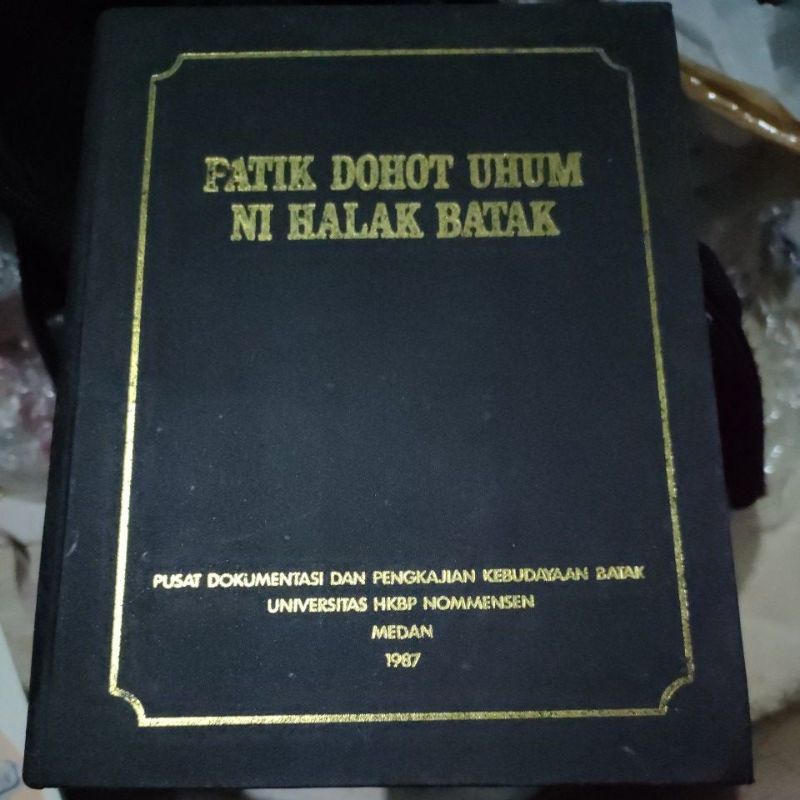 PATIK DOHOT UHUM
NI HALAK BATAK
PUSAT DOKUMENTASI DAN PENGKAJIAN KEBUDAYAAN BATAK
UNIVERSITAS HKBP NOMMENSEN
MEDAN
1987